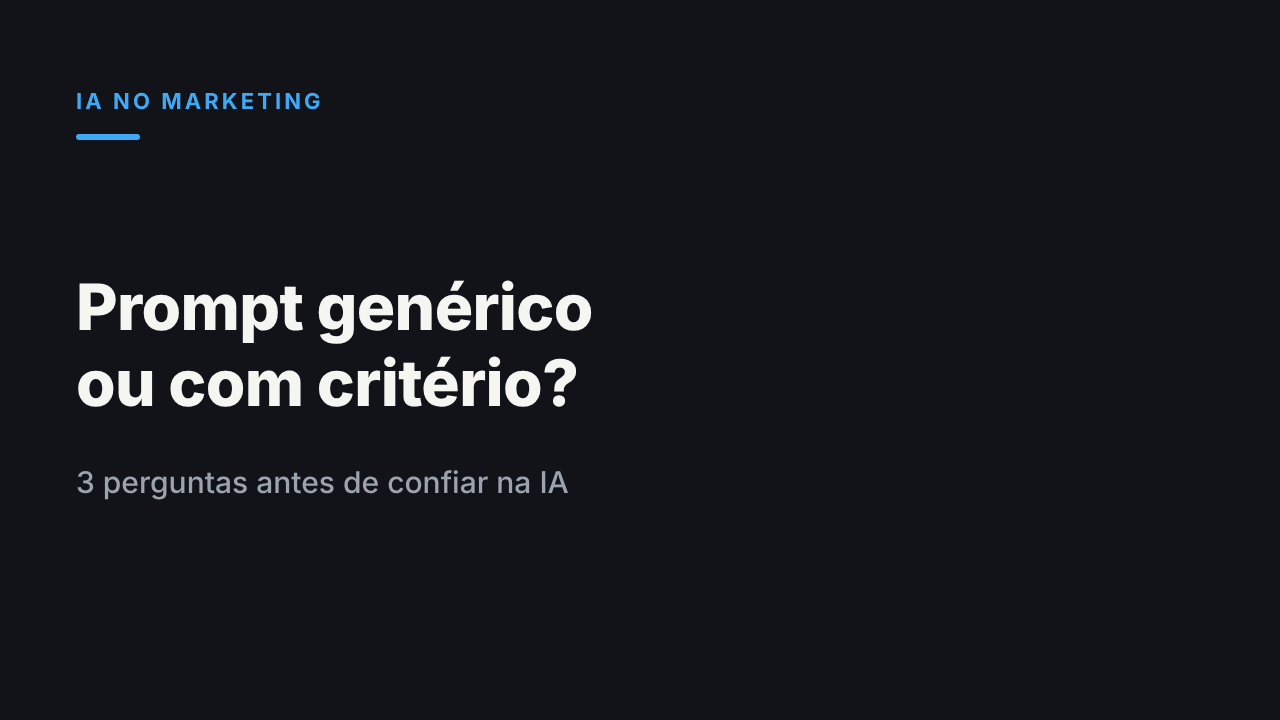 IA NO MARKETING
Prompt genérico
ou com critério?
3 perguntas antes de confiar na IA